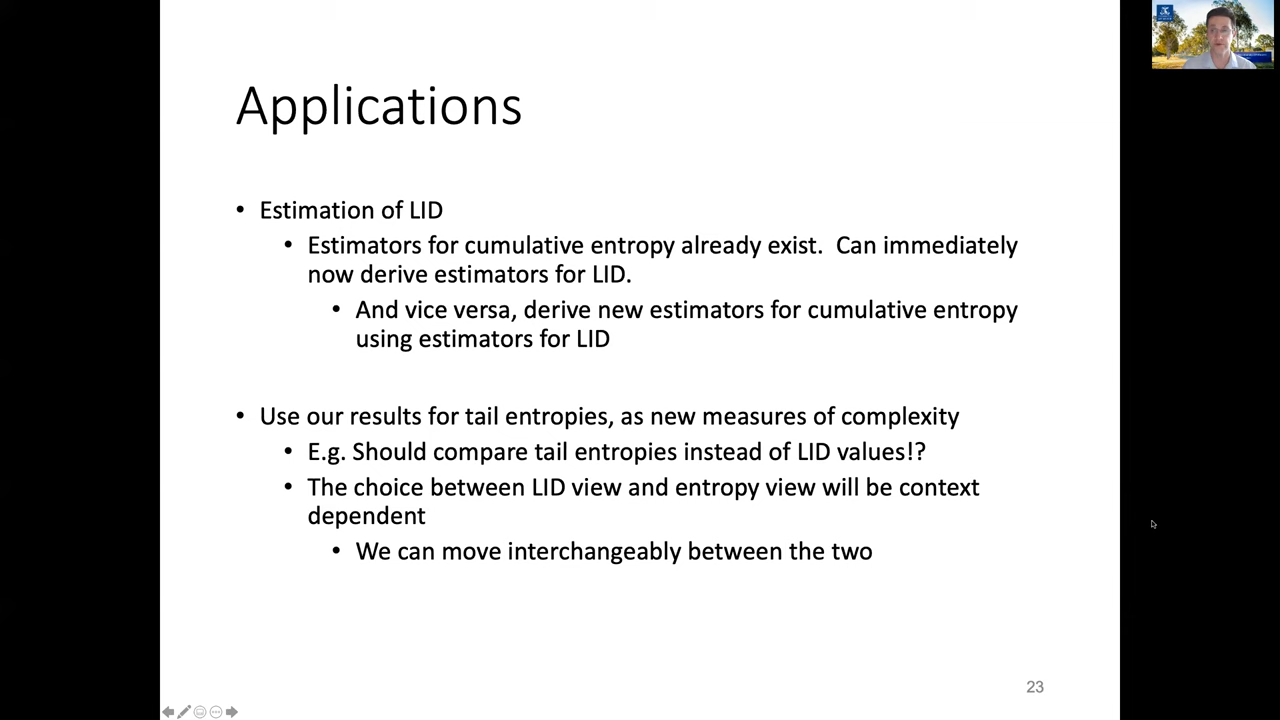 Applications
• Estimation of LID
• Estimators for cumulative entropy already exist.  Can immediately
now derive estimators for LID.
• And vice versa, derive new estimators for cumulative entropy
using estimators for LID
• Use our results for tail entropies, as new measures of complexity
• E.g. Should compare tail entropies instead of LID values!?
• The choice between LID view and entropy view will be context
dependent
• We can move interchangeably between the two
23